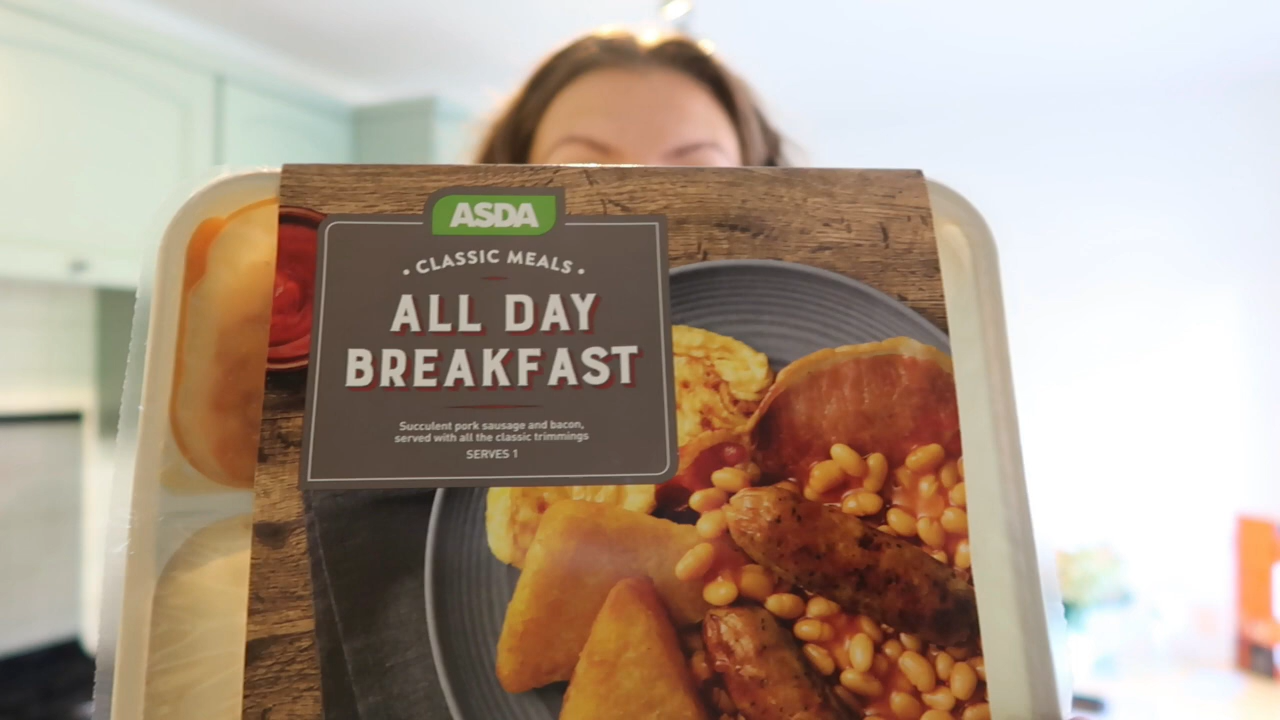 ASDA
• CLASSIC MEALS •
ALL DAY
BREAKFAST
Succulent pork sausage and bacon,
served with all the classic trimmings
SERVES 1